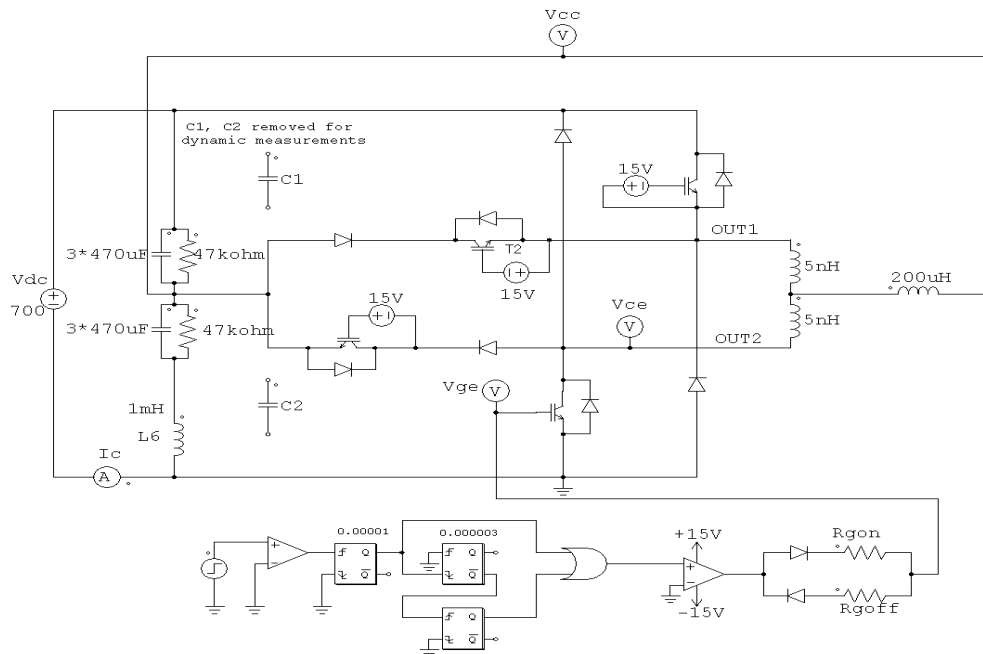 Vcc
V
C1, C2 removed for
dynamic measurements
C1
15V
T2
15V
OUT1
3*470uF
47kohm
5nH
200uH
Vdc
700
15V
Vce
V
3*470uF
47kohm
5nH
OUT2
Vge
V
C2
1mH
L6
Ic
A
0.00001
0.000003
+15V
Rgon
Q
Q
Q
Q
-15V
Rgoff
Q
Q